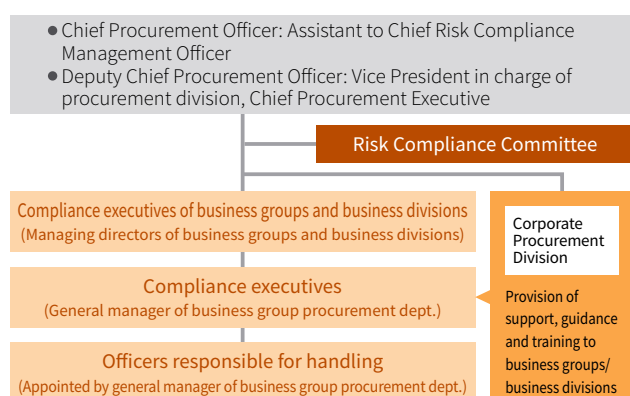 ● Chief Procurement Officer: Assistant to Chief Risk Compliance
Management Officer
● Deputy Chief Procurement Officer: Vice President in charge of
procurement division, Chief Procurement Executive
Risk Compliance Committee
Compliance executives of business groups and business divisions
(Managing directors of business groups and business divisions)
Compliance executives
(General manager of business group procurement dept.)
Officers responsible for handling
(Appointed by general manager of business group procurement dept.)
Corporate
Procurement
Division
Provision of
support, guidance
and training to
business groups/
business divisions